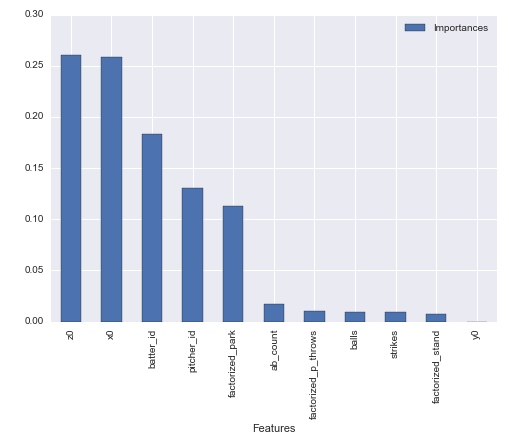 0.30
Importances
0.25
0.20
0.15
0.10
0.05
0.00
z0
x0
batter_id
pitcher_id
factorized_park
ab_count
factorized_p_throws
balls
strikes
factorized_stand
y0
Features